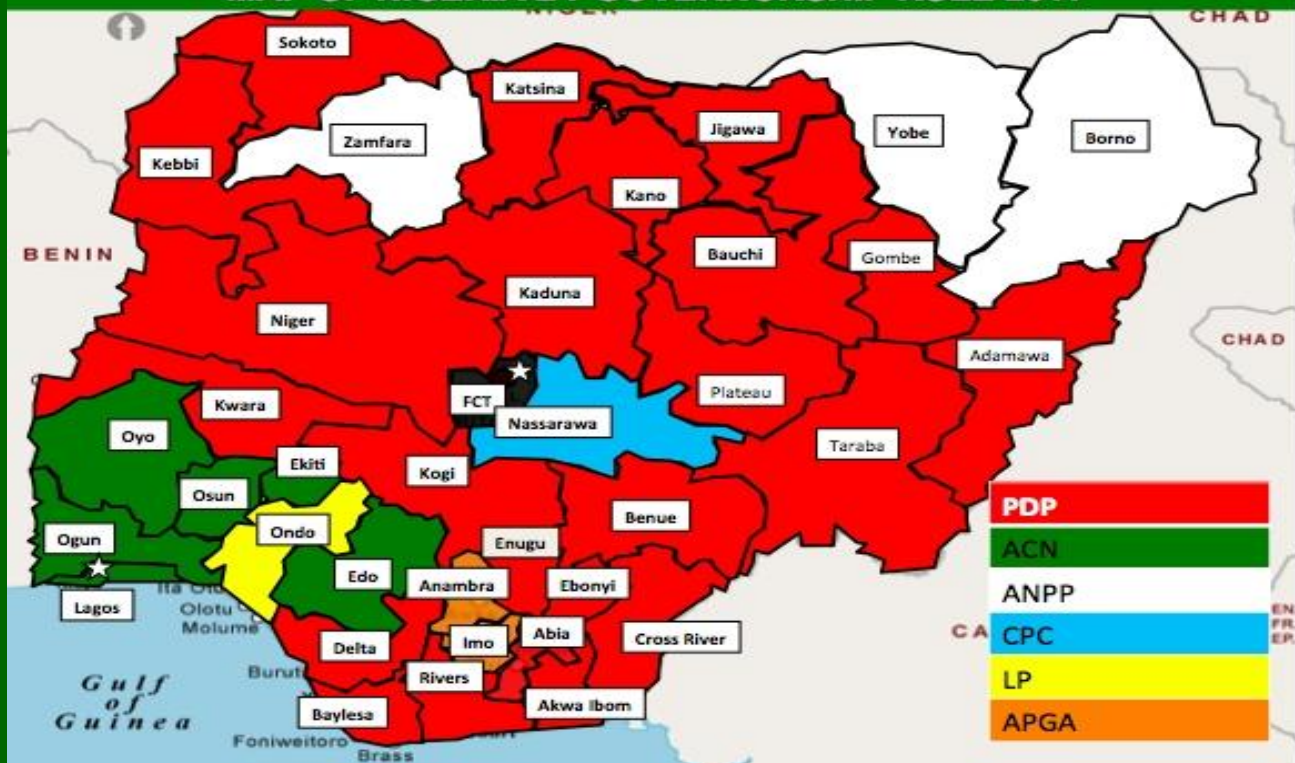 NIGER
CHAD
Sokoto
Katsina
Jigawa
Yobe
Borno
Zamfara
Kebbi
Kano
BENIN
Bauchi
Gombe
Kaduna
Niger
CHAD
Adamawa
Plateau
FCT
Kwara
Nassarawa
Oyo
Taraba
Ekiti
Kogi
Osun
PDP
Benue
Ondo
Ogun
Enugu
ACN
Edo
Anambra
Ebonyi
ANPP
Lagos
Olotu
Molume
Imo
Abia
Cross River
CPC
Delta
Rivers
LP
Gulf
of
Guinea
Baylesa
Akwa Ibom
APGA
Foniweitoro
Brass